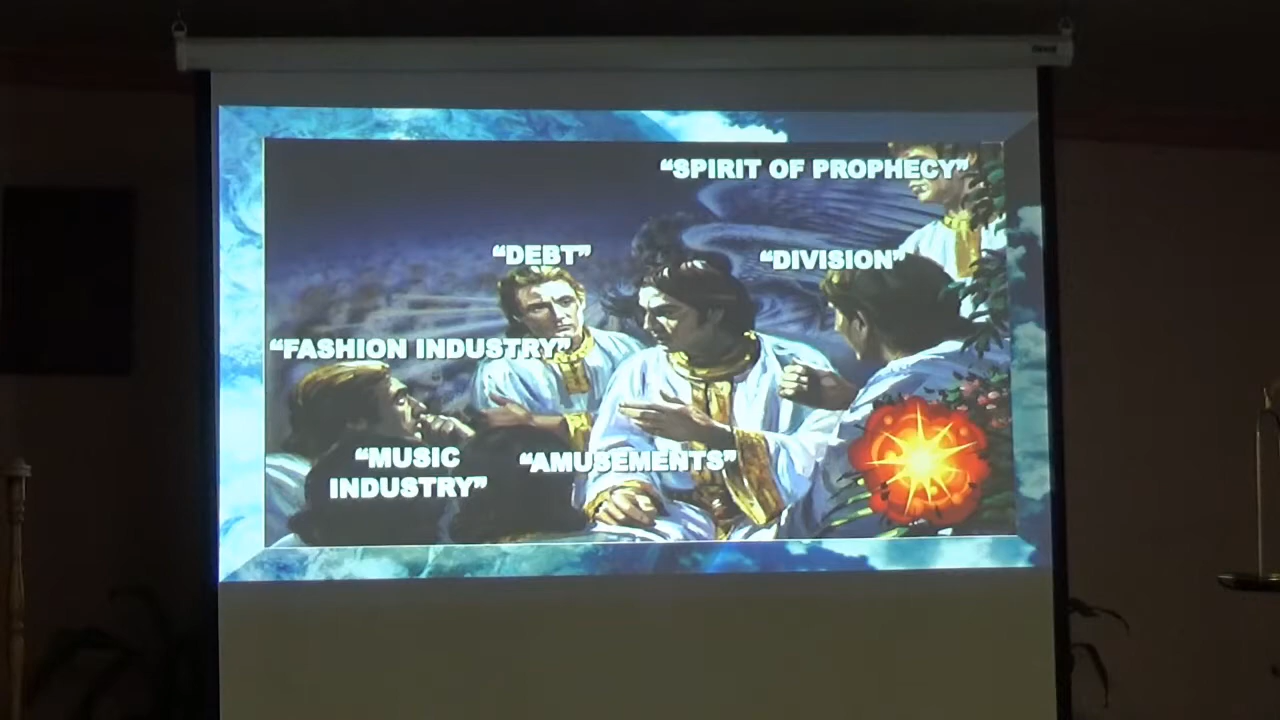 “SPIRIT OF PROPHECY”
“DEBT”
“DIVISION”
“FASHION INDUSTRY”
“MUSIC
INDUSTRY”
“AMUSEMENTS”